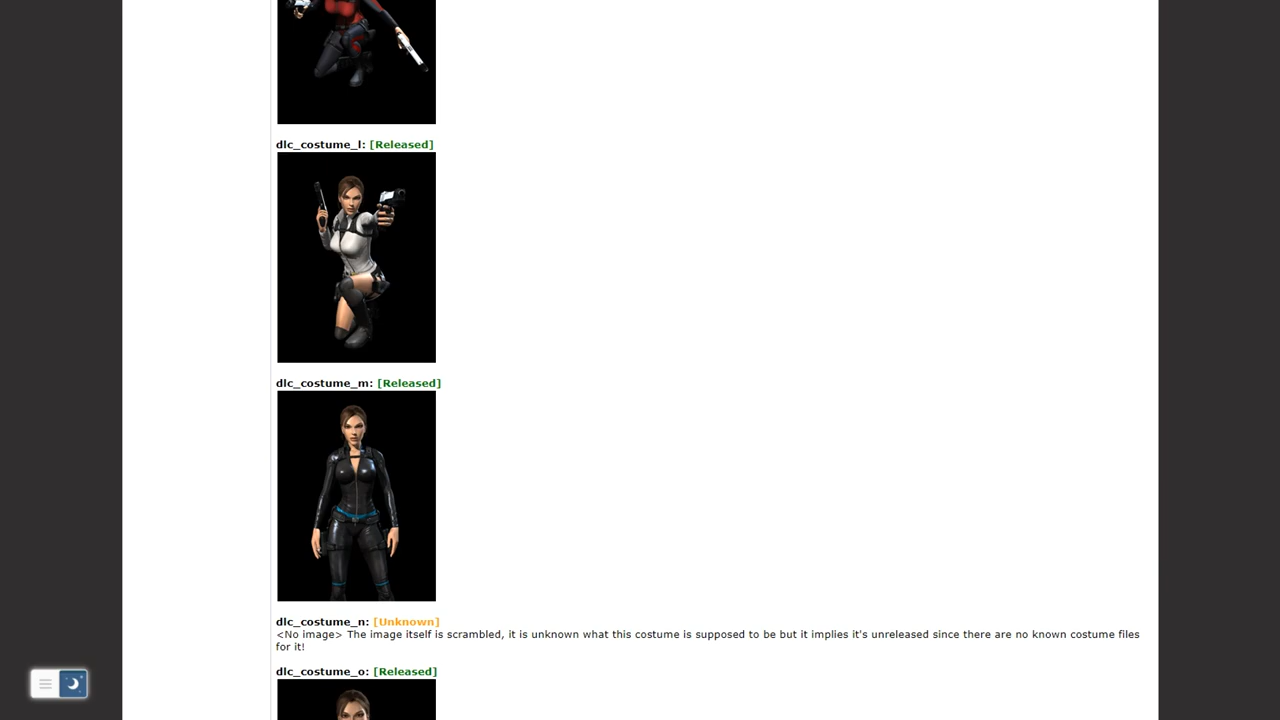 dlc_costume_l: [Released]
dlc_costume_m: [Released]
dlc_costume_n: [Unknown]
<No image> The image itself is scrambled, it is unknown what this costume is supposed to be but it implies it's unreleased since there are no known costume files
for it!
dlc_costume_o: [Released]